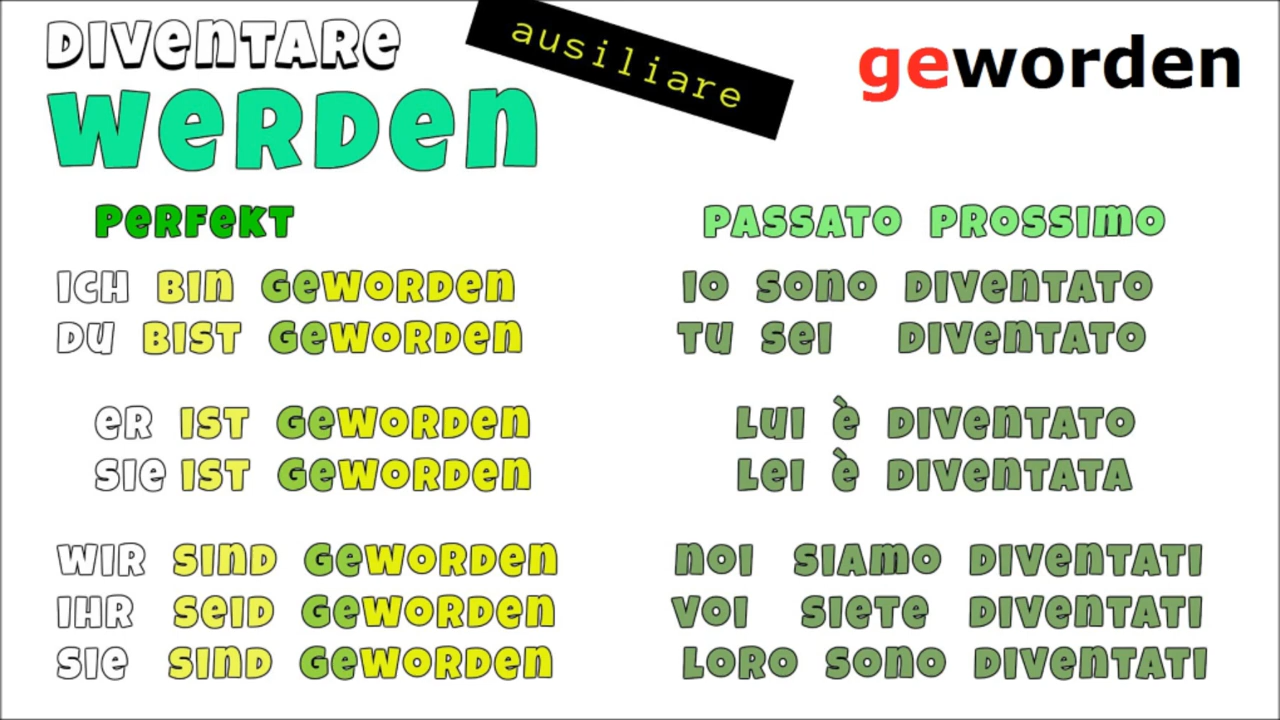 DIVENTARE
ausiliare
geworden
WERDEN
PERFEKT
PASSATO PROSSIMO
ICH BIN GEWORDEN
IO SONO DIVENTATO
DU BIST GEWORDEN
TU SEI DIVENTATO
ER IST GEWORDEN
LUI È DIVENTATO
SIE IST GEWORDEN
LEI È DIVENTATA
WIR SIND GEWORDEN
NOI SIAMO DIVENTATI
IHR SEID GEWORDEN
VOI SIETE DIVENTATI
SIE SIND GEWORDEN
LORO SONO DIVENTATI